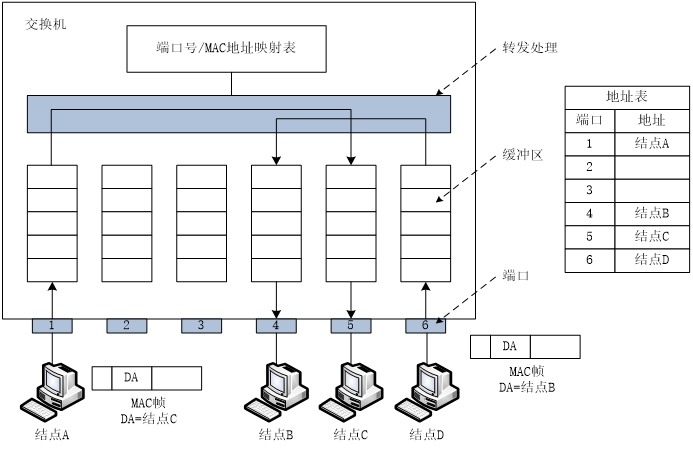 交换机
端口号/MAC地址映射表
转发处理
缓冲区
端口
1
2
3
4
5
6
DA
MAC帧
DA=结点C
DA
MAC帧
DA=结点B
结点A
结点B
结点C
结点D
地址表
端口 地址
1 结点A
2
3
4 结点B
5 结点C
6 结点D